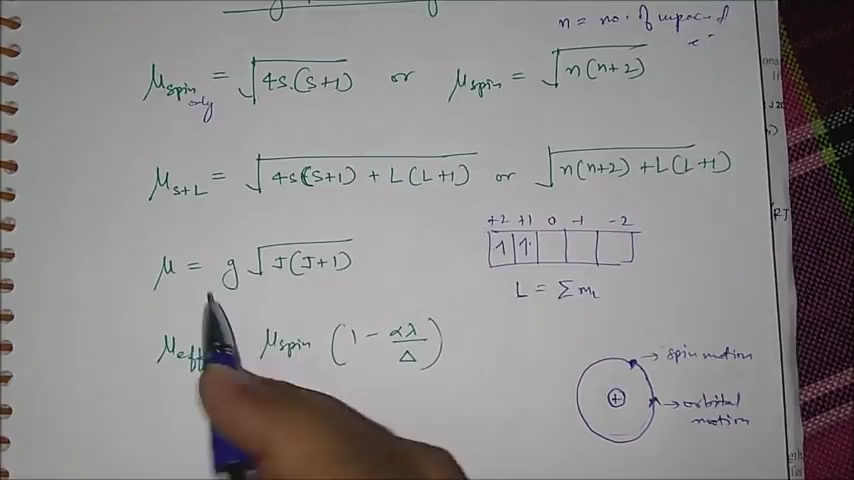 n = no. of unpaired e⁻
μspin only = √4s.(s+1) or μspin = √n(n+2)
μS+L = √4s(s+1) + L(L+1) or √n(n+2) + L(L+1)
+2 +1 0 -1 -2
1 1
μ = g √J(J+1)
L = Σ mₗ
μeff μspin (1 - αλ/Δ)
→ spin motion
+
→ orbital motion